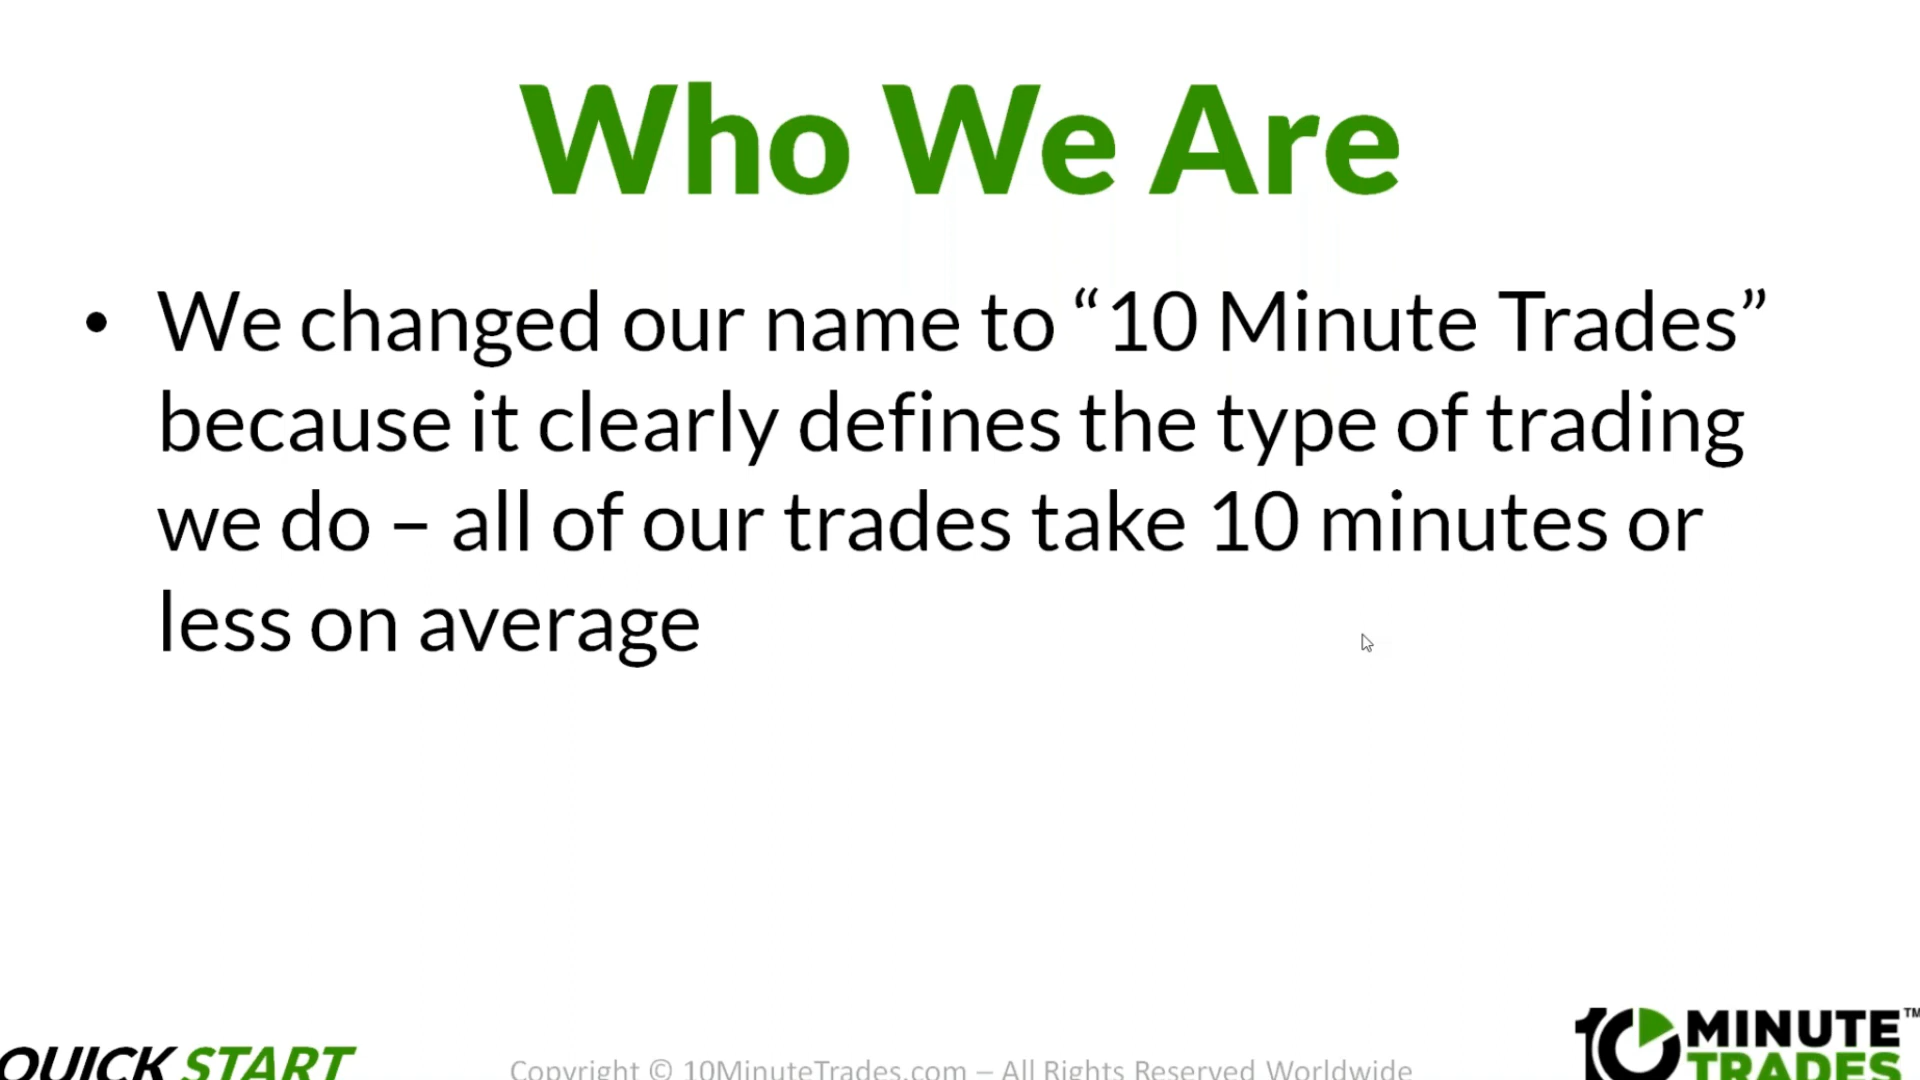 Who We Are
• We changed our name to “10 Minute Trades”
because it clearly defines the type of trading
we do – all of our trades take 10 minutes or
less on average
QUICK START
Copyright © 10MinuteTrades.com – All Rights Reserved Worldwide
10 MINUTE™
TRADES